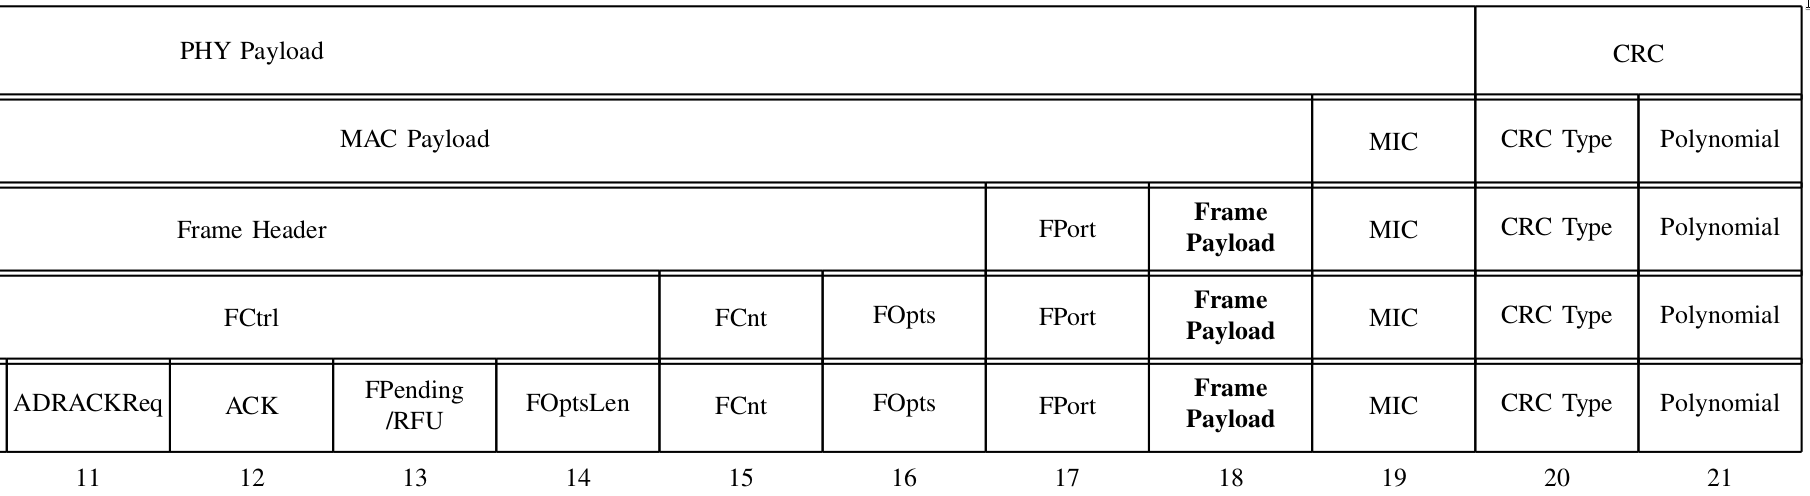 PHY Payload CRC
MAC Payload MIC CRC Type Polynomial
Frame Header FPort Frame Payload MIC CRC Type Polynomial
FCtrl FCnt FOpts FPort Frame Payload MIC CRC Type Polynomial
ADRACKReq ACK FPending /RFU FOptsLen FCnt FOpts FPort Frame Payload MIC CRC Type Polynomial
11 12 13 14 15 16 17 18 19 20 21